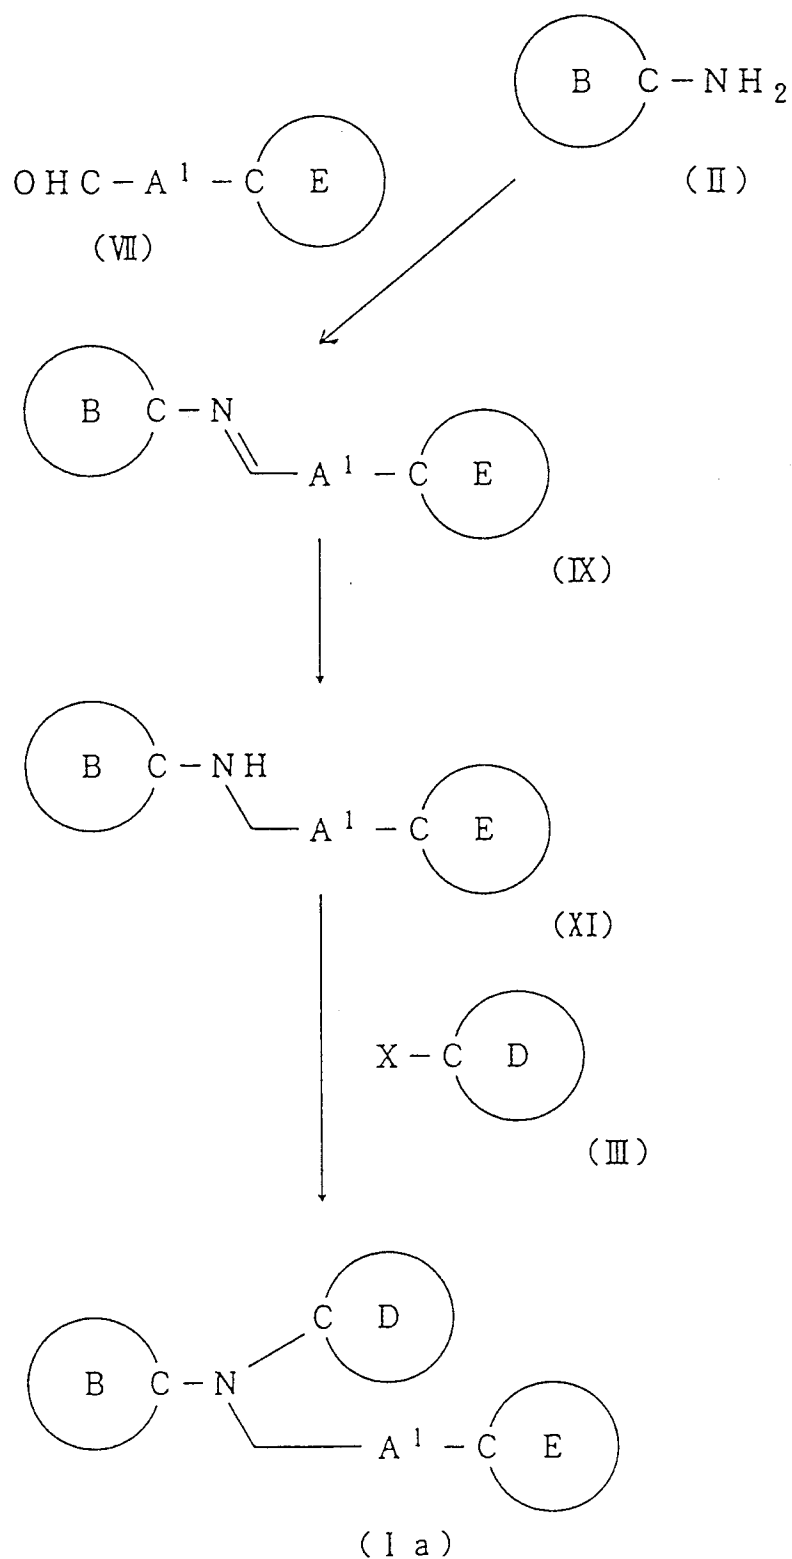 B C – NH₂
(Ⅱ)
OHC – A¹ – C E
(Ⅶ)
B C – N
A¹ – C E
(Ⅸ)
B C – NH
A¹ – C E
(XI)
X – C D
(Ⅲ)
C D
B C – N
A¹ – C E
(Ⅰa)